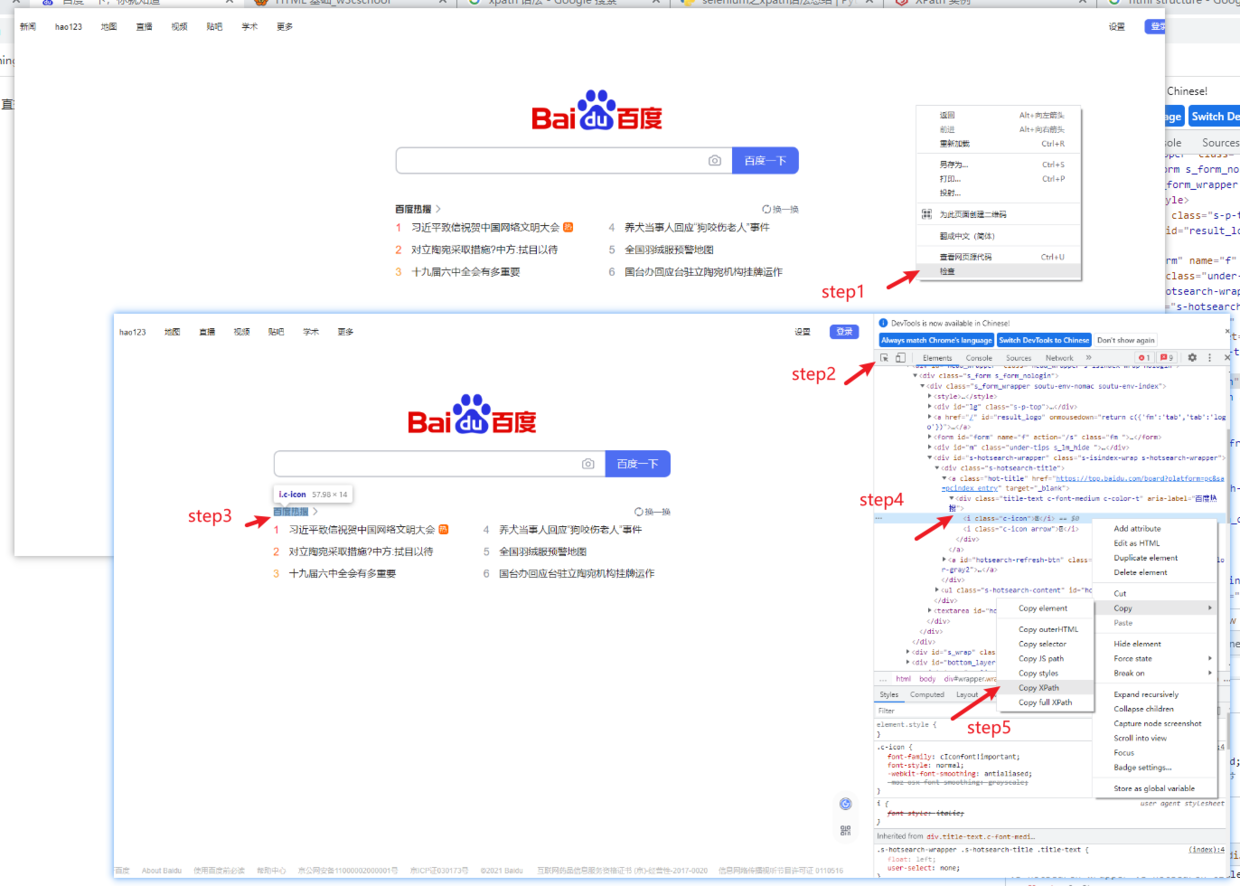 百度一下，你就知道
HTML 基础_w3cschool
xpath 语法 - Google 搜索
selenium之xpath语法总结 | Py
XPath 实例
html structure - Goog
新闻 hao123 地图 直播 视频 贴吧 学术 更多
设置
Chinese!
Bai du 百度
百度一下
Switch De
Sources
返回 Alt+向左箭头
前进 Alt+向右箭头
重新加载 Ctrl+R
另存为... Ctrl+S
打印... Ctrl+P
投射...
为此页面创建二维码
翻成中文（简体）
查看网页源代码 Ctrl+U
检查
百度热搜 >
换一换
1 习近平致信祝贺中国网络文明大会 热
4 养犬当事人回应“狗咬伤老人”事件
2 对立陶宛采取措施?中方:拭目以待
5 全国羽绒服预警地图
3 十九届六中全会有多重要
6 国台办回应台驻立陶宛机构挂牌运作
step1
hao123 地图 直播 视频 贴吧 学术 更多
设置 登录
DevTools is now available in Chinese!
Always match Chrome's language Switch DevTools to Chinese Don't show again
Elements Console Sources Network » 1 9
step2
Bai du 百度
百度一下
i.c-icon 57.98 × 14
百度热搜 >
换一换
step3
1 习近平致信祝贺中国网络文明大会 热
4 养犬当事人回应“狗咬伤老人”事件
2 对立陶宛采取措施?中方:拭目以待
5 全国羽绒服预警地图
3 十九届六中全会有多重要
6 国台办回应台驻立陶宛机构挂牌运作
<div class="s_form s_form_nologin">
<div class="s_form_wrapper soutu-env-nomac soutu-env-index">
<style>…</style>
<div id="lg" class="s-p-top">…</div>
<a href="/" id="result_logo" onmousedown="return c({'fm':'tab','tab':'log
o'})">…</a>
<form id="form" name="f" action="/s" class="fm ">…</form>
<div id="m" class="under-tips s_lm_hide ">…</div>
<div id="s-hotsearch-wrapper" class="s-isindex-wrap s-hotsearch-wrapper">
<div class="s-hotsearch-title">
<a class="hot-title" href="https://top.baidu.com/board?platform=pc&sa
=pcindex_entry" target="_blank">
<div class="title-text c-font-medium c-color-t" aria-label="百度热
搜">
step4
</i> == $0
<i class="c-icon arrow">
</div>
</a>
<a id="hotsearch-refresh-btn" class=
or-gray2">…</a>
</div>
<ul class="s-hotsearch-content" id="ho
</div>
<textarea id="ho
</div>
</div>
<div id="s_wrap" clas
<div id="bottom_layer
Add attribute
Edit as HTML
Duplicate element
Delete element
Cut
Copy
Paste
Hide element
Force state
Break on
Expand recursively
Collapse children
Capture node screenshot
Scroll into view
Focus
Badge settings...
Store as global variable
Copy element
Copy outerHTML
Copy selector
Copy JS path
Copy styles
Copy XPath
Copy full XPath
step5
... html body div#wrapper.wra
Styles Computed Layout
Filter
element.style {
}
.c-icon {
font-family: cIconfont!important;
font-style: normal;
-webkit-font-smoothing: antialiased;
-moz-osx-font-smoothing: grayscale;
}
i {
user agent stylesheet
font-style: italic;
}
Inherited from div.title-text.c-font-medi…
.s-hotsearch-wrapper .s-hotsearch-title .title-text {
(index):4
float: left;
user-select: none;
百度 About Baidu 使用百度前必读 帮助中心 京公网安备11000002000001号 京ICP证030173号 ©2021 Baidu 互联网药品信息服务资格证书 (京)-经营性-2017-0020 信息网络传播视听节目许可证 0110516